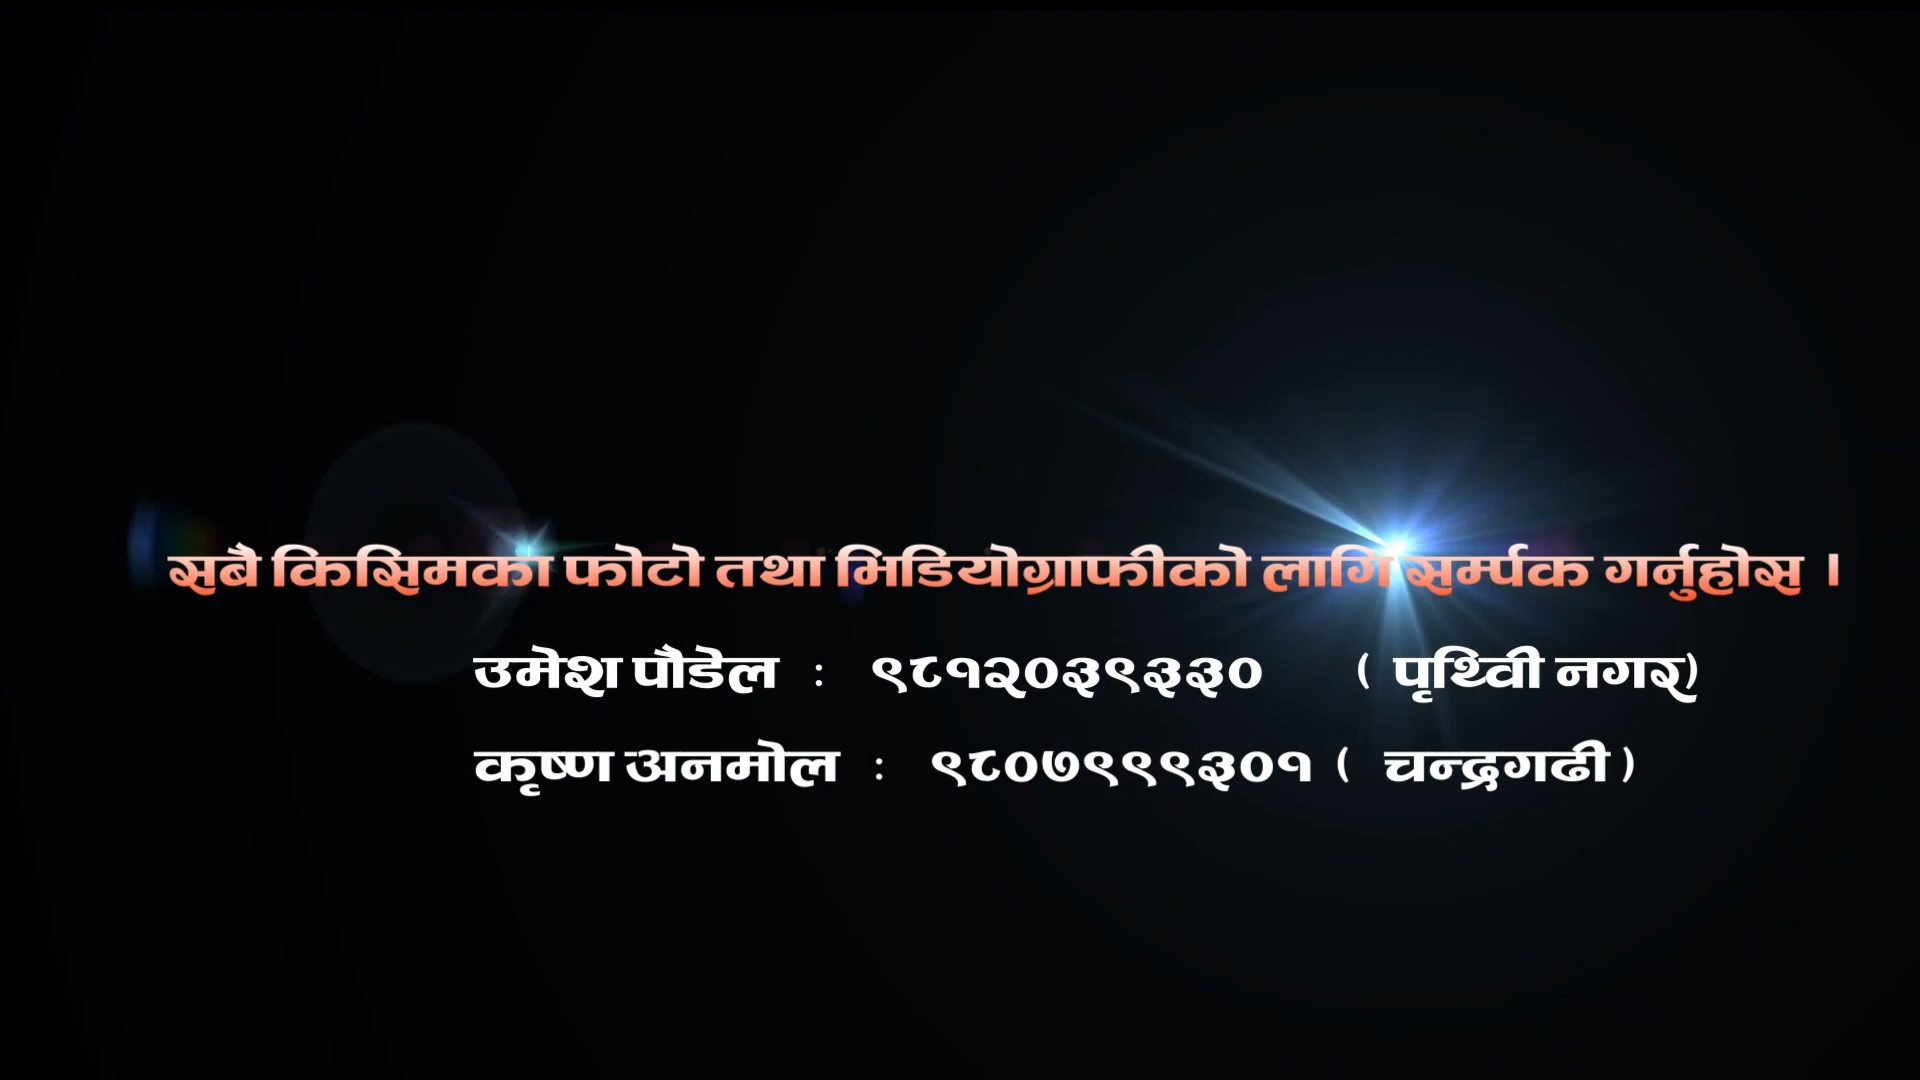 सबै किसिमका फोटो तथा भिडियोग्राफीको लागि सर्म्पक गर्नुहोस ।
उमेश पौडेल : ९८१२०३९३३० ( पृथ्विी नगर)
कृष्ण अनमोल : ९८०७९९९३०१ ( चन्द्रगढी )